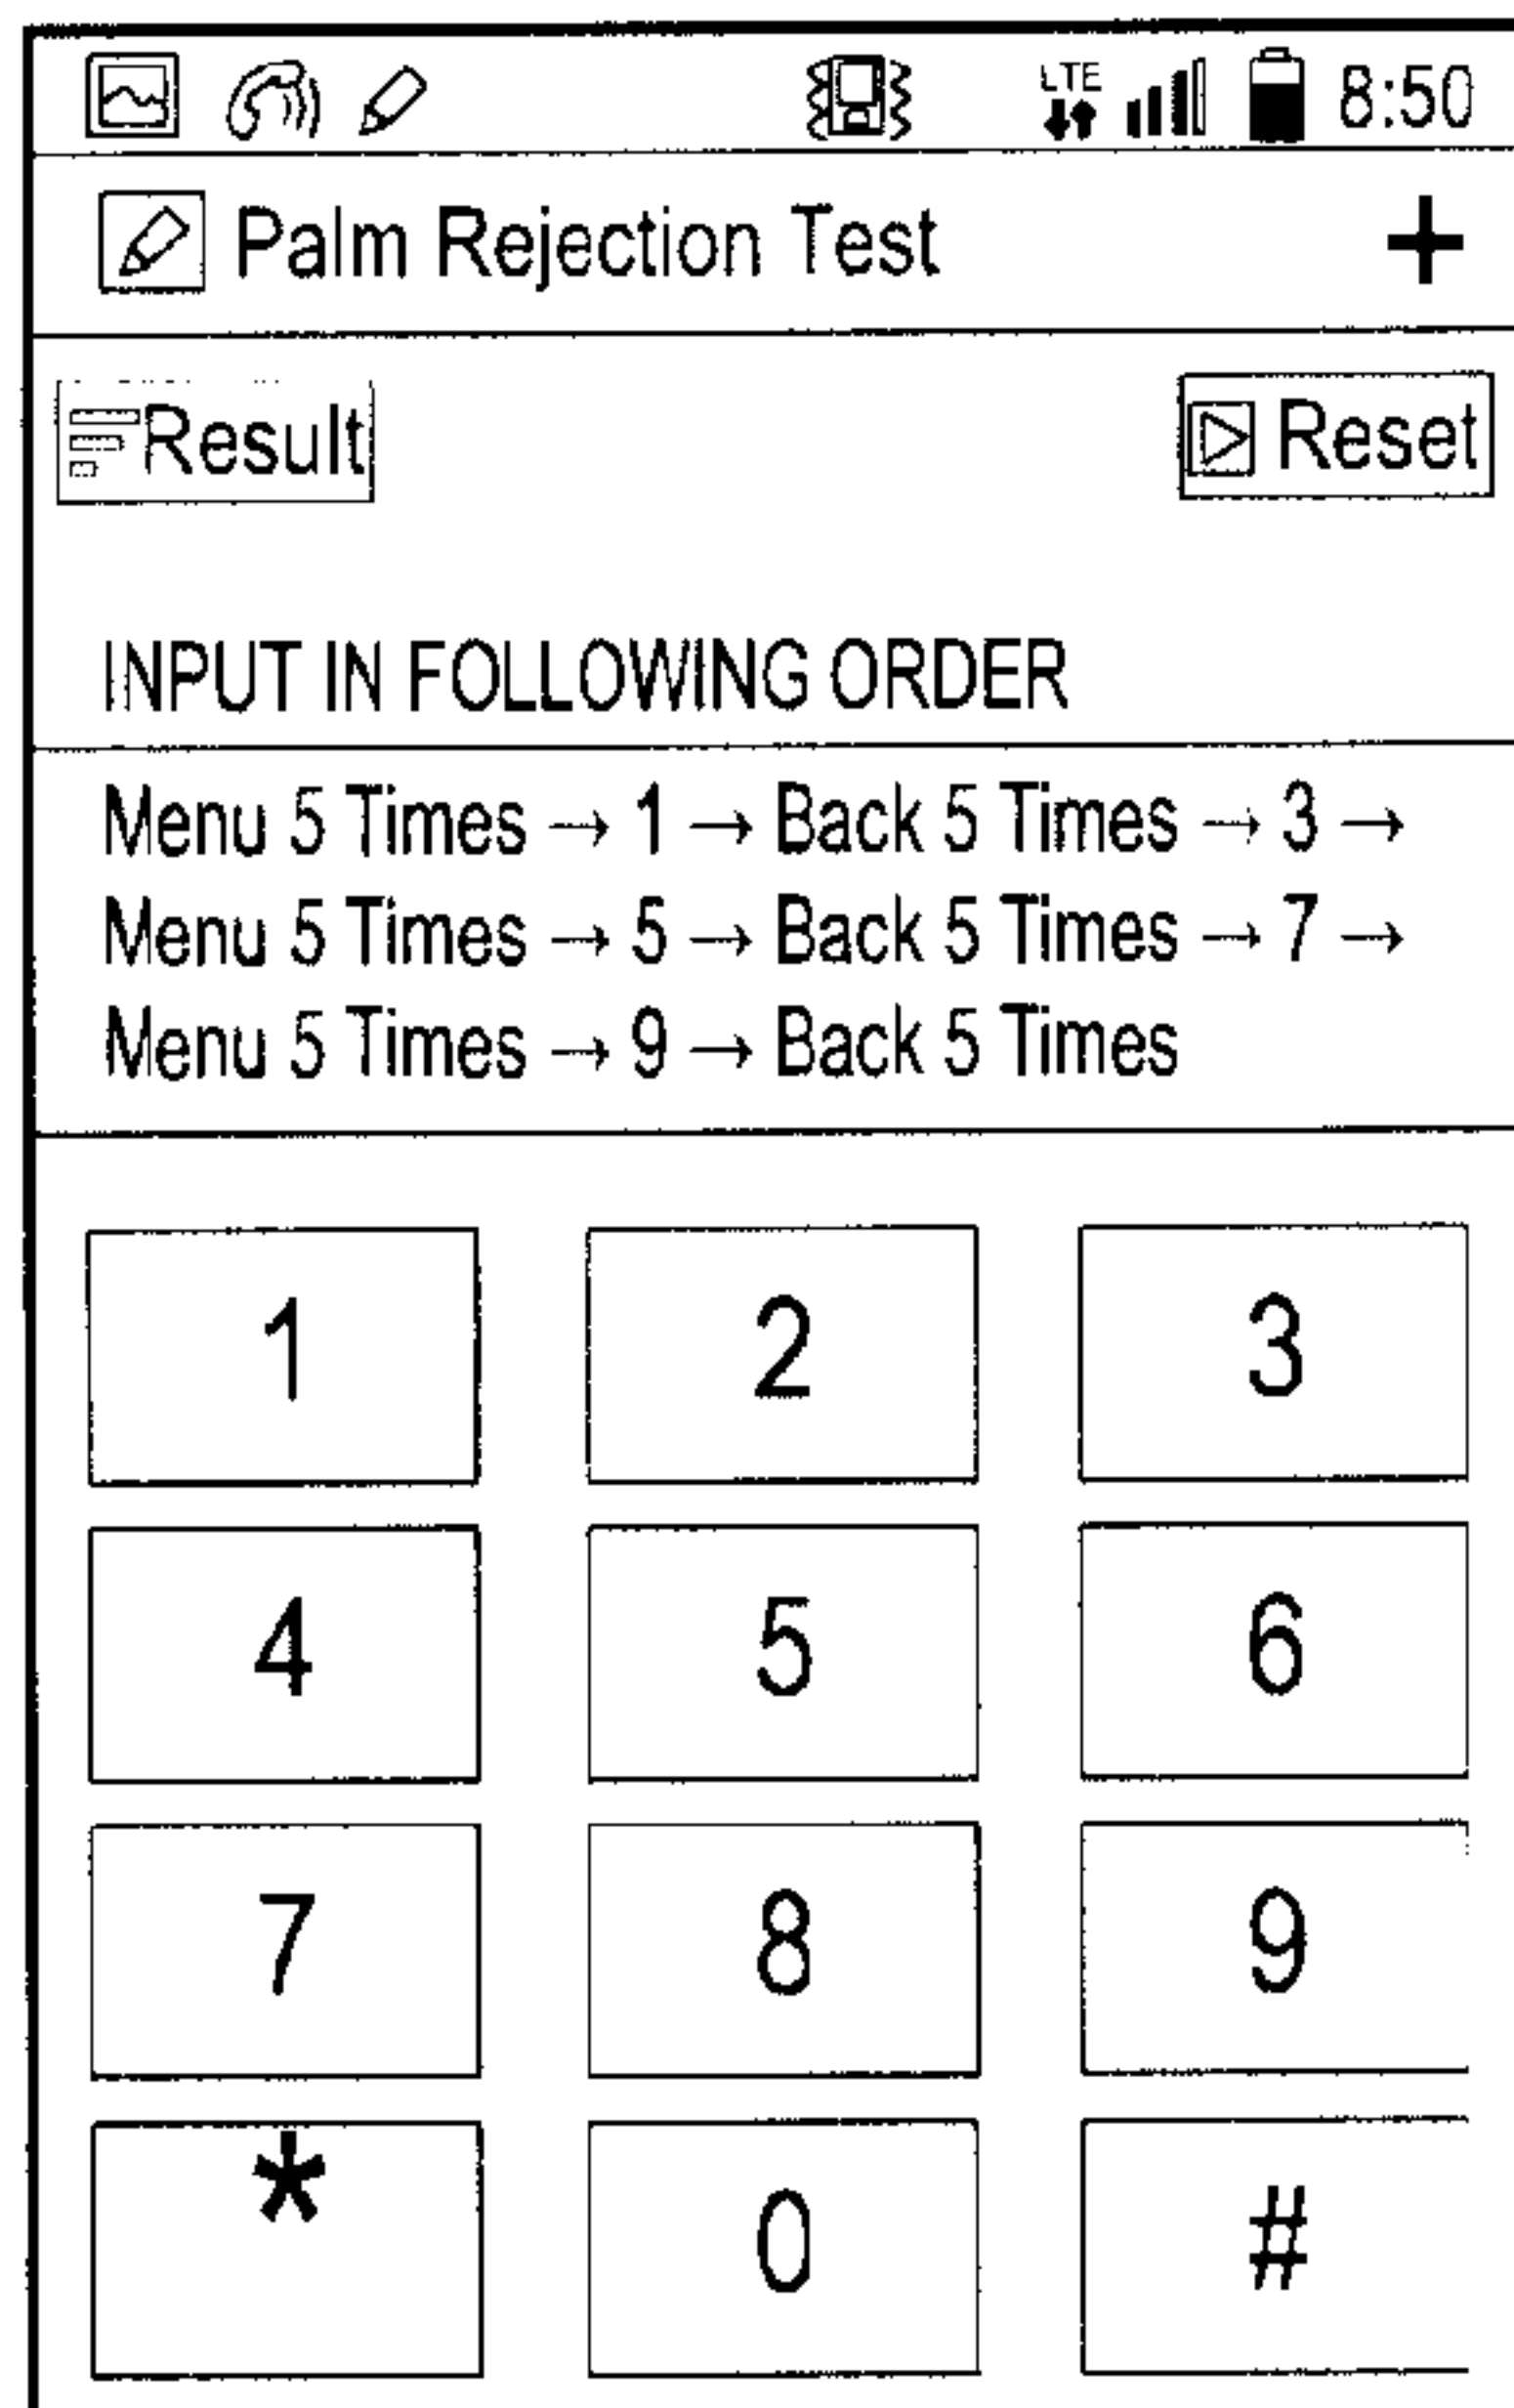 LTE 8:50
Palm Rejection Test +
Result Reset
INPUT IN FOLLOWING ORDER
Menu 5 Times → 1 → Back 5 Times → 3 →
Menu 5 Times → 5 → Back 5 Times → 7 →
Menu 5 Times → 9 → Back 5 Times
1 2 3
4 5 6
7 8 9
* 0 #